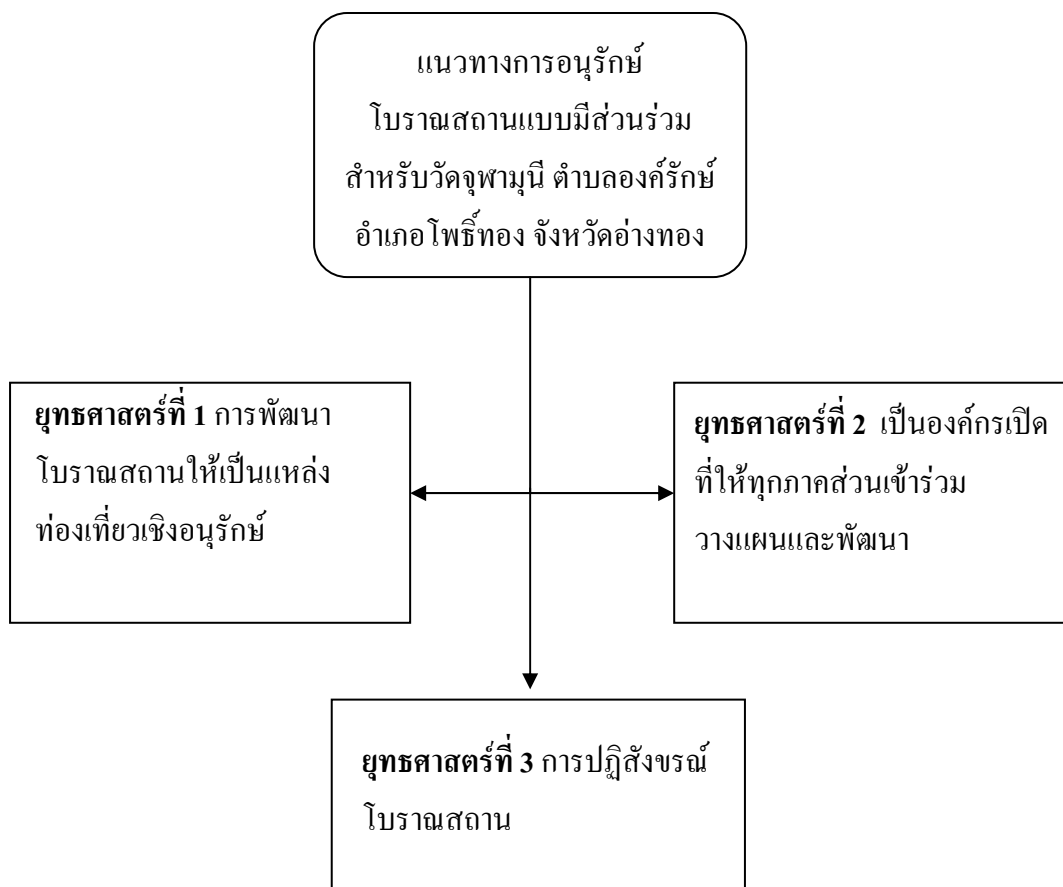 แนวทางการอนุรักษ์
โบราณสถานแบบมีส่วนร่วม
สำหรับวัดจุฬามุนี ตำบลองค์รักษ์
อำเภอโพธิ์ทอง จังหวัดอ่างทอง
ยุทธศาสตร์ที่ 1 การพัฒนา
โบราณสถานให้เป็นแหล่ง
ท่องเที่ยวเชิงอนุรักษ์
ยุทธศาสตร์ที่ 2 เป็นองค์กรเปิด
ที่ให้ทุกภาคส่วนเข้าร่วม
วางแผนและพัฒนา
ยุทธศาสตร์ที่ 3 การปฏิสังขรณ์
โบราณสถาน